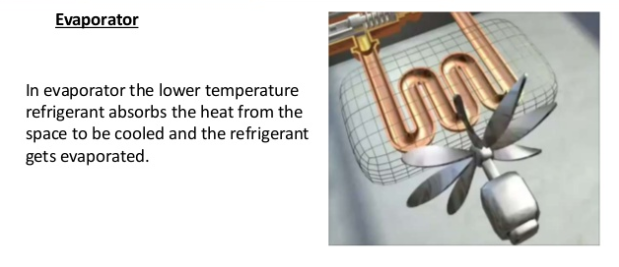 Evaporator
In evaporator the lower temperature
refrigerant absorbs the heat from the
space to be cooled and the refrigerant
gets evaporated.